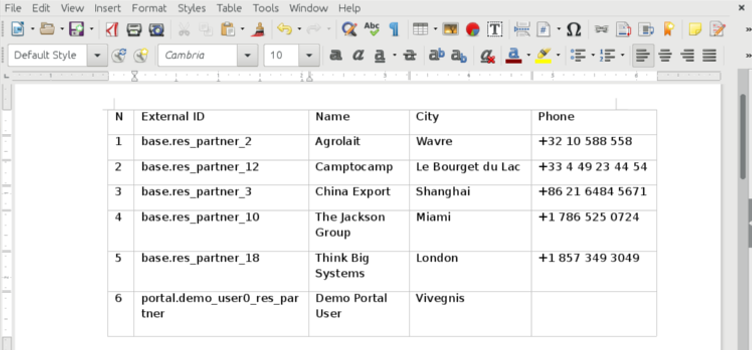 File Edit View Insert Format Styles Table Tools Window Help
Default Style Cambria 10
N External ID Name City Phone
1 base.res_partner_2 Agrolait Wavre +32 10 588 558
2 base.res_partner_12 Camptocamp Le Bourget du Lac +33 4 49 23 44 54
3 base.res_partner_3 China Export Shanghai +86 21 6484 5671
4 base.res_partner_10 The Jackson Miami +1 786 525 0724
Group
5 base.res_partner_18 Think Big London +1 857 349 3049
Systems
6 portal.demo_user0_res_par Demo Portal Vivegnis
tner User